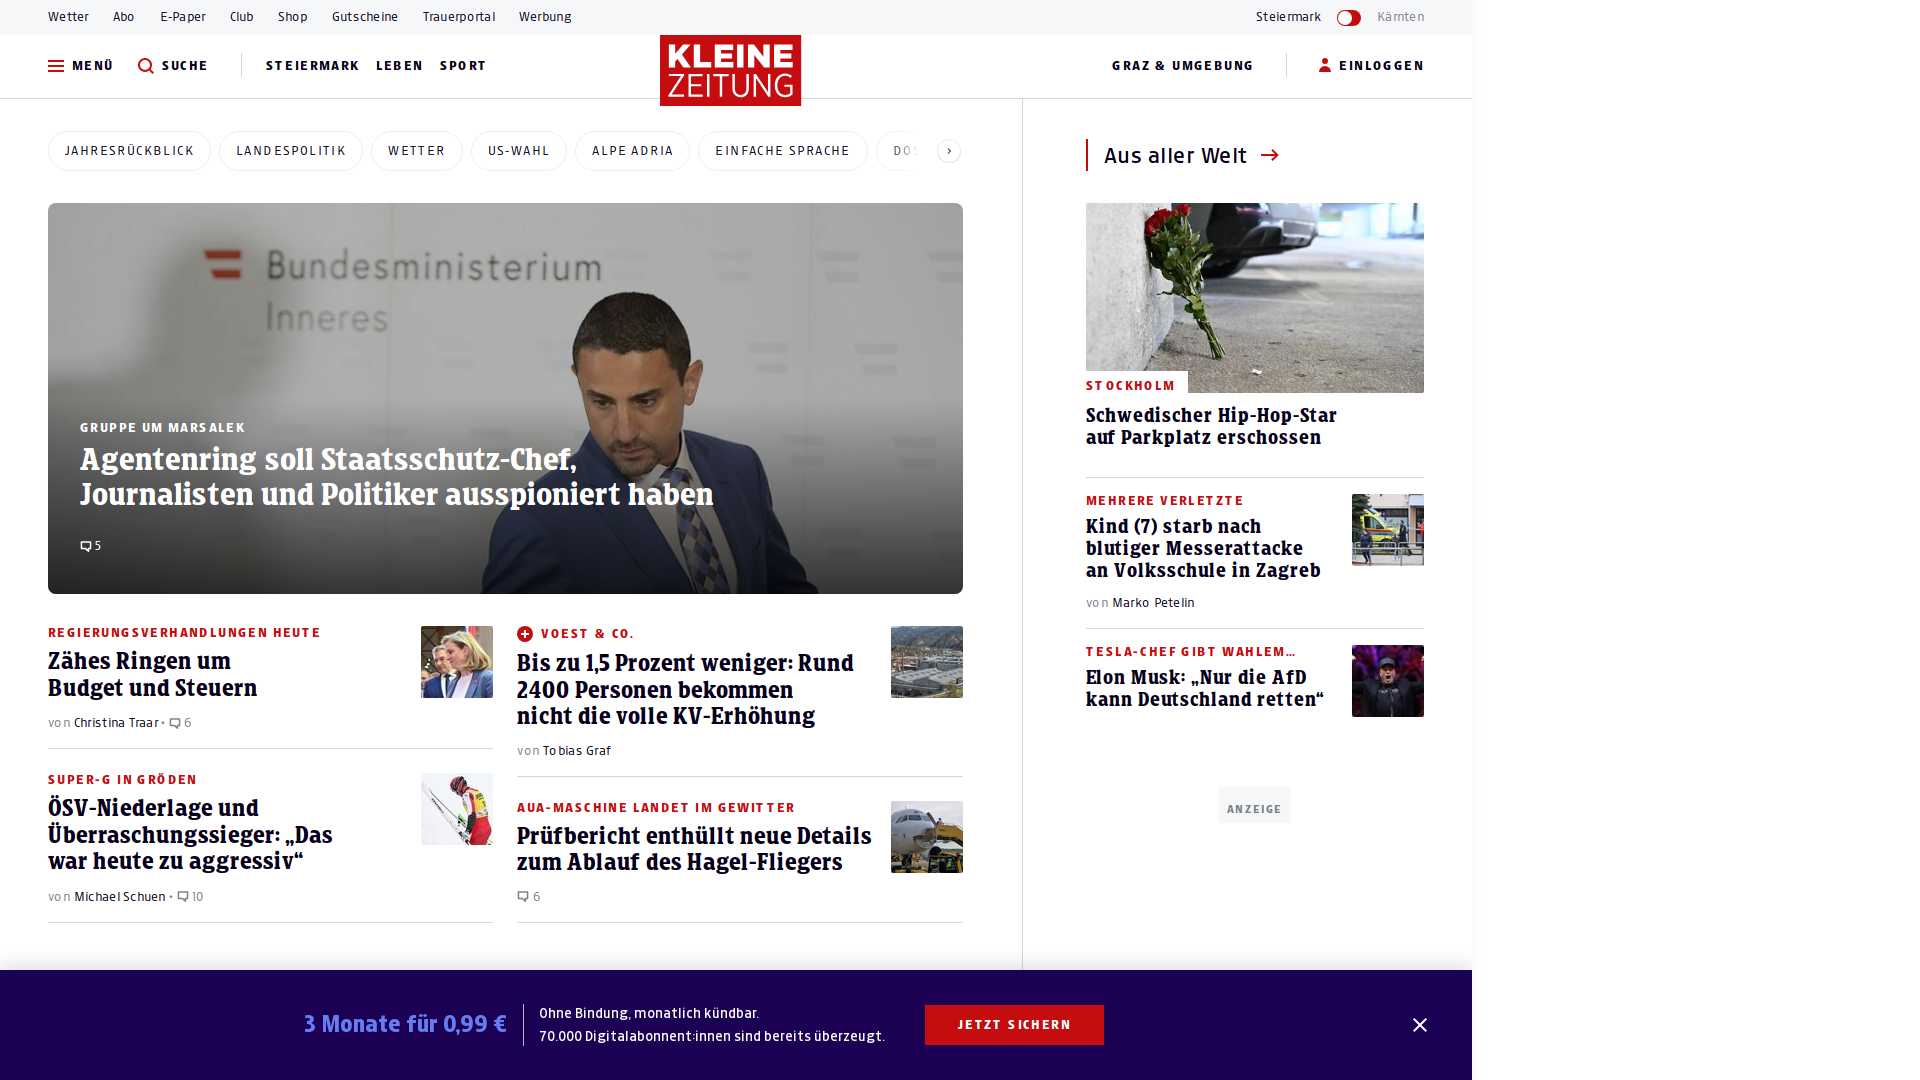 Wetter Abo E-Paper Club Shop Gutscheine Trauerportal Werbung Steiermark Kärnten
MENÜ SUCHE STEIERMARK LEBEN SPORT
KLEINE
ZEITUNG
GRAZ & UMGEBUNG EINLOGGEN
JAHRESRÜCKBLICK LANDESPOLITIK WETTER US-WAHL ALPE ADRIA EINFACHE SPRACHE
Bundesministerium
Inneres
GRUPPE UM MARSALEK
Agentenring soll Staatsschutz-Chef,
Journalisten und Politiker ausspioniert haben
5
REGIERUNGSVERHANDLUNGEN HEUTE
Zähes Ringen um
Budget und Steuern
von Christina Traar • 6
SUPER-G IN GRÖDEN
ÖSV-Niederlage und
Überraschungssieger: „Das
war heute zu aggressiv“
von Michael Schuen • 10
VOEST & CO.
Bis zu 1,5 Prozent weniger: Rund
2400 Personen bekommen
nicht die volle KV-Erhöhung
von Tobias Graf
AUA-MASCHINE LANDET IM GEWITTER
Prüfbericht enthüllt neue Details
zum Ablauf des Hagel-Fliegers
6
Aus aller Welt
STOCKHOLM
Schwedischer Hip-Hop-Star
auf Parkplatz erschossen
MEHRERE VERLETZTE
Kind (7) starb nach
blutiger Messerattacke
an Volksschule in Zagreb
von Marko Petelin
TESLA-CHEF GIBT WAHLEM…
Elon Musk: „Nur die AfD
kann Deutschland retten“
ANZEIGE
3 Monate für 0,99 €
Ohne Bindung, monatlich kündbar.
70.000 Digitalabonnent:innen sind bereits überzeugt.
JETZT SICHERN